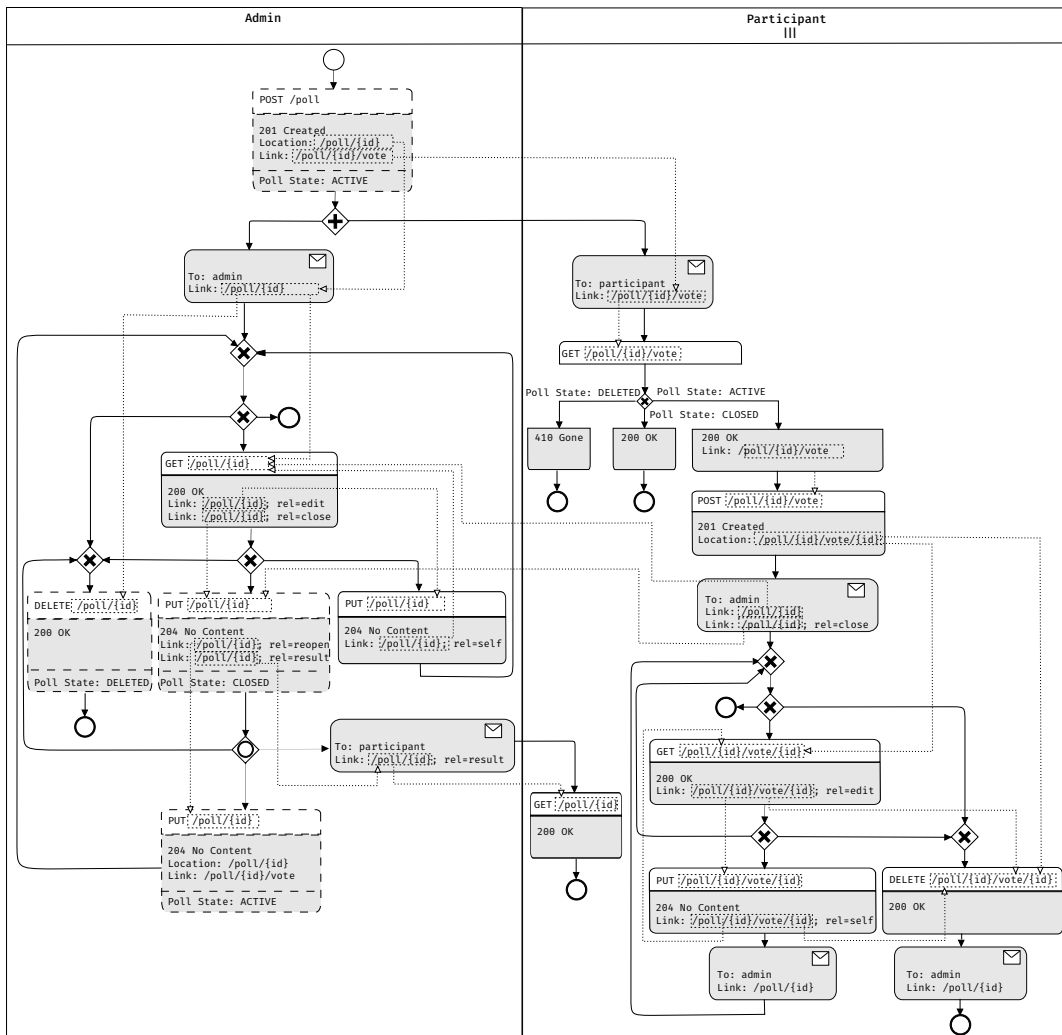 Admin
Participant
POST /poll
201 Created
Location: /poll/{id}
Link: /poll/{id}/vote
Poll State: ACTIVE
To: admin
Link: /poll/{id}
To: participant
Link: /poll/{id}/vote
GET /poll/{id}/vote
Poll State: DELETED
Poll State: ACTIVE
Poll State: CLOSED
410 Gone
200 OK
200 OK
Link: /poll/{id}/vote
GET /poll/{id}
200 OK
Link: /poll/{id}; rel=edit
Link: /poll/{id}; rel=close
POST /poll/{id}/vote
201 Created
Location: /poll/{id}/vote/{id}
DELETE /poll/{id}
200 OK
Poll State: DELETED
PUT /poll/{id}
204 No Content
Link: /poll/{id}; rel=reopen
Link: /poll/{id}; rel=result
Poll State: CLOSED
PUT /poll/{id}
204 No Content
Link: /poll/{id}; rel=self
To: admin
Link: /poll/{id}
Link: /poll/{id}; rel=close
To: participant
Link: /poll/{id}; rel=result
GET /poll/{id}/vote/{id}
200 OK
Link: /poll/{id}/vote/{id}; rel=edit
GET /poll/{id}
200 OK
PUT /poll/{id}
204 No Content
Location: /poll/{id}
Link: /poll/{id}/vote
Poll State: ACTIVE
PUT /poll/{id}/vote/{id}
204 No Content
Link: /poll/{id}/vote/{id}; rel=self
DELETE /poll/{id}/vote/{id}
200 OK
To: admin
Link: /poll/{id}
To: admin
Link: /poll/{id}